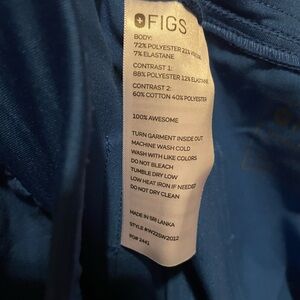 FIGS
BODY:
72% POLYESTER 21%
7% ELASTANE
CONTRAST 1:
88% POLYESTER 12% ELASTANE
CONTRAST 2:
60% COTTON 40% POLYESTER
100% AWESOME
TURN GARMENT INSIDE OUT
MACHINE WASH COLD
WASH WITH LIKE COLORS
DO NOT BLEACH
TUMBLE DRY LOW
LOW HEAT IRON IF NEEDED
DO NOT DRY CLEAN
MADE IN SRI LANKA
STYLE #W22SW2012